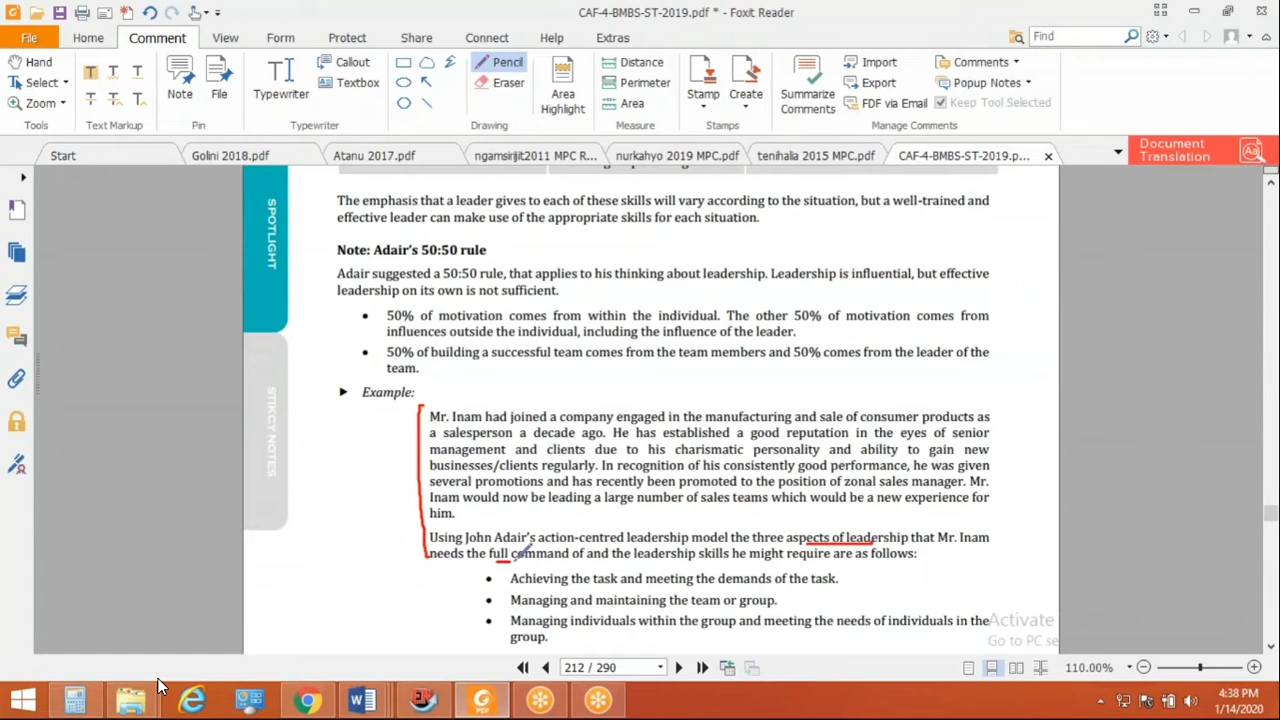 CAF-4-BMBS-ST-2019.pdf * - Foxit Reader
File Home Comment View Form Protect Share Connect Help Extras
Find
Hand
Select
Zoom
Tools
Text Markup
Note
File
Pin
Typewriter
Callout
Textbox
Typewriter
Pencil
Eraser
Area
Highlight
Drawing
Distance
Perimeter
Area
Measure
Stamp
Create
Stamps
Summarize
Comments
Import
Export
FDF via Email
Comments
Popup Notes
Keep Tool Selected
Manage Comments
Start Golini 2018.pdf Atanu 2017.pdf ngamsirijit2011 MPC R... nurkahyo 2019 MPC.pdf tenihalia 2015 MPC.pdf CAF-4-BMBS-ST-2019.p...
Document
Translation
SPOTLIGHT
STIKCY NOTES
The emphasis that a leader gives to each of these skills will vary according to the situation, but a well-trained and
effective leader can make use of the appropriate skills for each situation.
Note: Adair's 50:50 rule
Adair suggested a 50:50 rule, that applies to his thinking about leadership. Leadership is influential, but effective
leadership on its own is not sufficient.
• 50% of motivation comes from within the individual. The other 50% of motivation comes from
influences outside the individual, including the influence of the leader.
• 50% of building a successful team comes from the team members and 50% comes from the leader of the
team.
Example:
Mr. Inam had joined a company engaged in the manufacturing and sale of consumer products as
a salesperson a decade ago. He has established a good reputation in the eyes of senior
management and clients due to his charismatic personality and ability to gain new
businesses/clients regularly. In recognition of his consistently good performance, he was given
several promotions and has recently been promoted to the position of zonal sales manager. Mr.
Inam would now be leading a large number of sales teams which would be a new experience for
him.
Using John Adair's action-centred leadership model the three aspects of leadership that Mr. Inam
needs the full command of and the leadership skills he might require are as follows:
• Achieving the task and meeting the demands of the task.
• Managing and maintaining the team or group.
• Managing individuals within the group and meeting the needs of individuals in the
group.
Activate
Go to PC se
212 / 290
110.00%
4:38 PM
1/14/2020